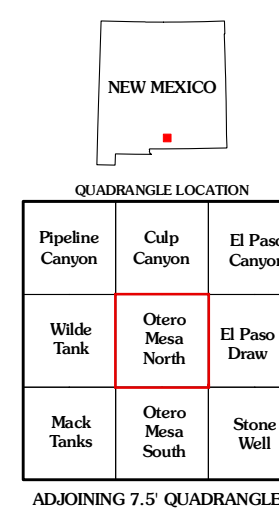 NEW MEXICO
QUADRANGLE LOCATION
Pipeline
Canyon
Culp
Canyon
El Paso
Canyon
Wilde
Tank
Otero
Mesa
North
El Paso
Draw
Mack
Tanks
Otero
Mesa
South
Stone
Well
ADJOINING 7.5' QUADRANGLE